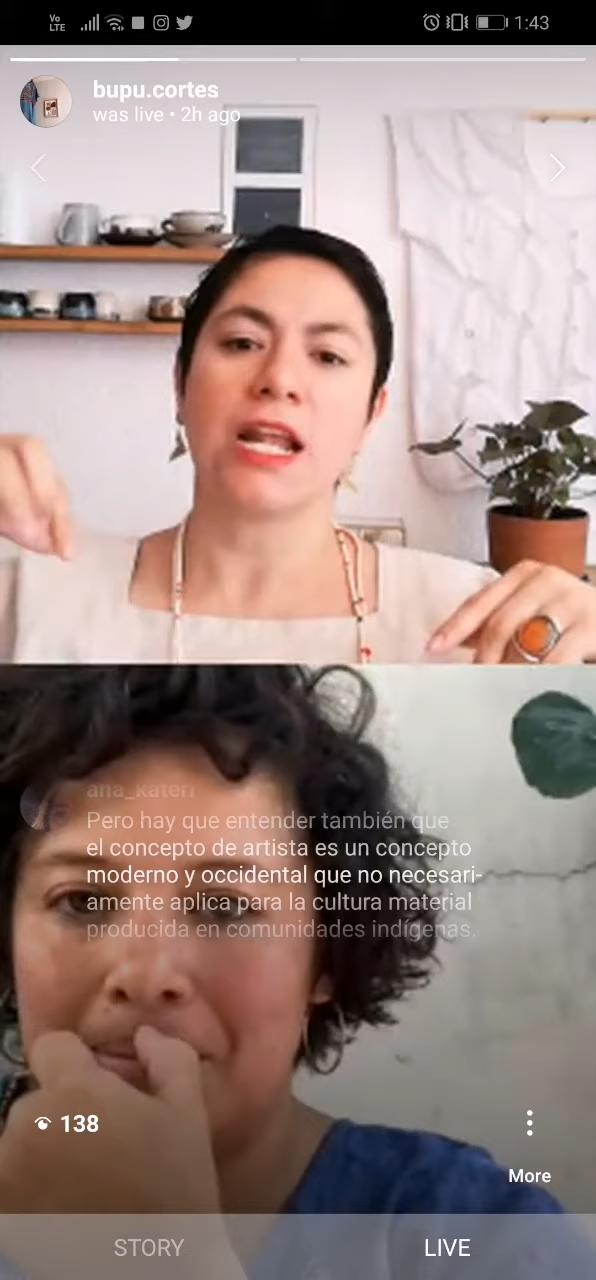 Vo
LTE
1:43
bupu.cortes
was live • 2h ago
ana_kateri
Pero hay que entender también que
el concepto de artista es un concepto
moderno y occidental que no necesari-
amente aplica para la cultura material
producida en comunidades indígenas.
138
More
STORY
LIVE